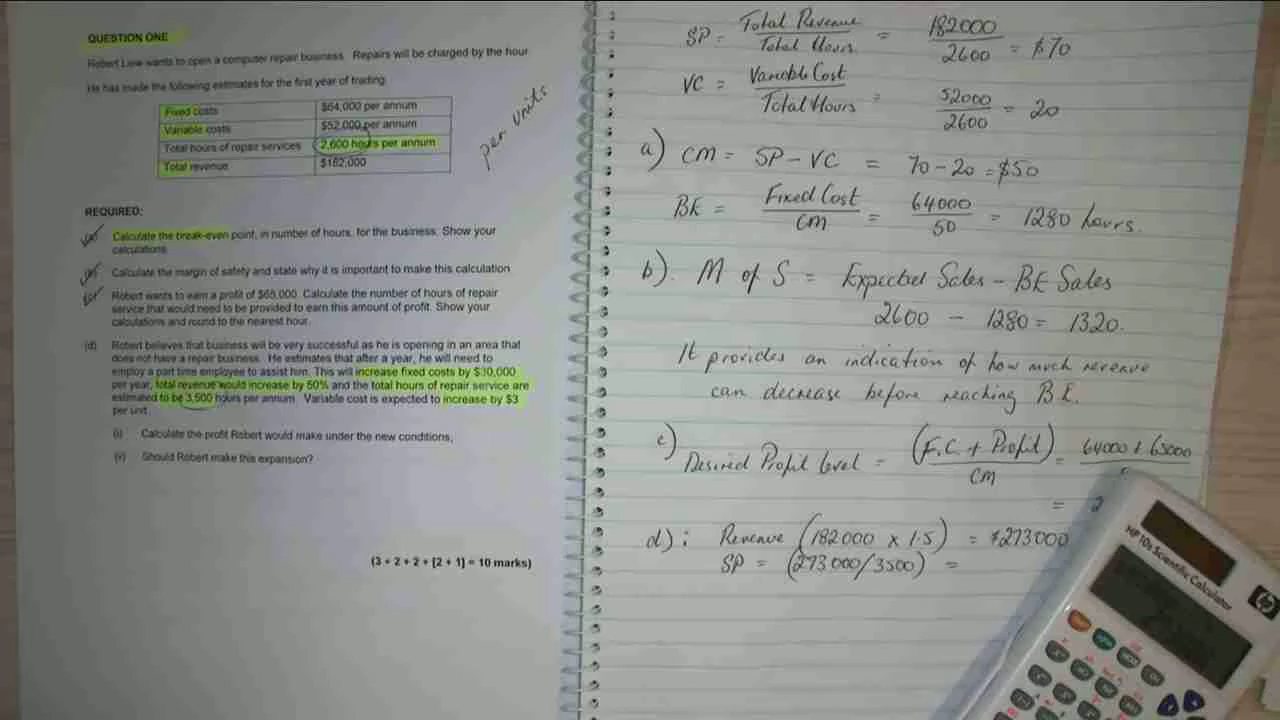 QUESTION ONE
Robert Law wants to open a computer repair business. Repairs will be charged by the hour.
He has made the following estimates for the first year of trading.
Fixed costs $64,000 per annum
Variable costs $52,000 per annum
Total hours of repair services 2,600 hours per annum
Total revenue $182,000
per units
REQUIRED:
(a) Calculate the break-even point, in number of hours, for the business. Show your
calculations.
(b) Calculate the margin of safety and state why it is important to make this calculation
(c) Robert wants to earn a profit of $65,000. Calculate the number of hours of repair
service that would need to be provided to earn this amount of profit. Show your
calculations and round to the nearest hour.
(d) Robert believes that business will be very successful as he is opening in an area that
does not have a repair business. He estimates that after a year, he will need to
employ a part time employee to assist him. This will increase fixed costs by $30,000
per year, total revenue would increase by 50% and the total hours of repair service are
estimated to be 3,500 hours per annum. Variable cost is expected to increase by $3
per unit.
(i) Calculate the profit Robert would make under the new conditions;
Should Robert make this expansion?
(3 + 2 + 2 + [2 + 1] = 10 marks)
SP = Total Revenue / Total Hours = 182000 / 2600 = $70
VC = Variable Cost / Total Hours = 52000 / 2600 = 20
a) CM = SP - VC = 70 - 20 = $50
BE = Fixed Cost / CM = 64000 / 50 = 1280 hours.
b). M of S = Expected Sales - BE Sales
2600 - 1280 = 1320.
It provides an indication of how much revenue
can decrease before reaching BE.
c) Desired Profit Level = (F.C + Profit) / CM = 64000 + 65000
= 2
d) i Revenue (182000 x 1.5) = $273000
SP = (273000/3500) =
HP 10s Scientific Calculator
hp